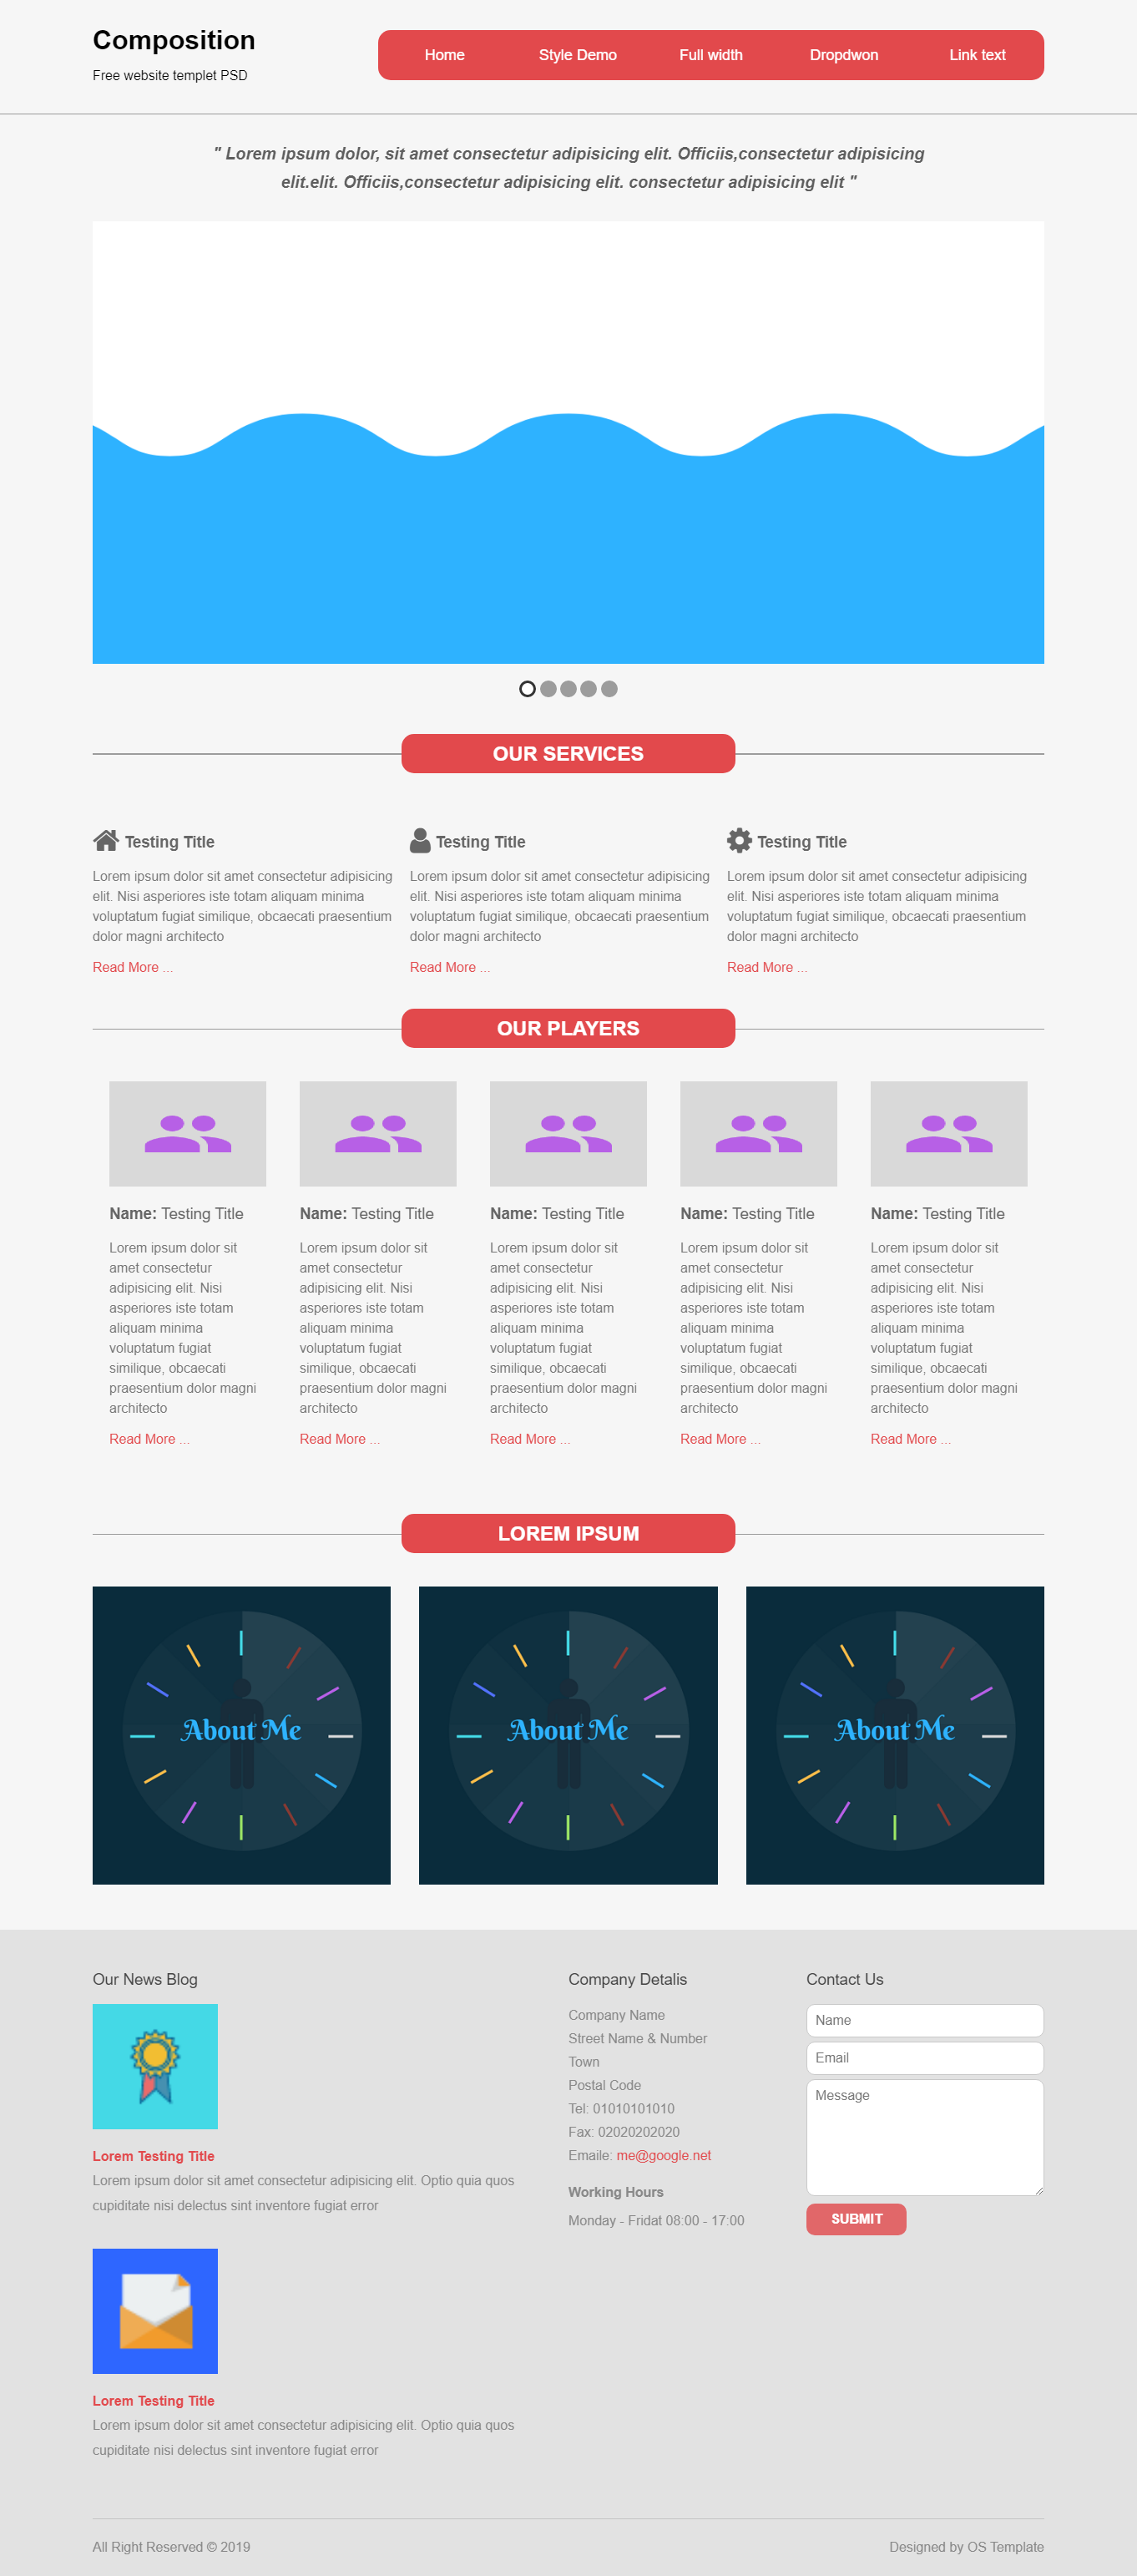 Composition
Free website templet PSD
Home
Style Demo
Full width
Dropdwon
Link text
" Lorem ipsum dolor, sit amet consectetur adipisicing elit. Officiis,consectetur adipisicing
elit.elit. Officiis,consectetur adipisicing elit. consectetur adipisicing elit "
OUR SERVICES
Testing Title
Lorem ipsum dolor sit amet consectetur adipisicing
elit. Nisi asperiores iste totam aliquam minima
voluptatum fugiat similique, obcaecati praesentium
dolor magni architecto
Read More ...
Testing Title
Lorem ipsum dolor sit amet consectetur adipisicing
elit. Nisi asperiores iste totam aliquam minima
voluptatum fugiat similique, obcaecati praesentium
dolor magni architecto
Read More ...
Testing Title
Lorem ipsum dolor sit amet consectetur adipisicing
elit. Nisi asperiores iste totam aliquam minima
voluptatum fugiat similique, obcaecati praesentium
dolor magni architecto
Read More ...
OUR PLAYERS
Name: Testing Title
Lorem ipsum dolor sit
amet consectetur
adipisicing elit. Nisi
asperiores iste totam
aliquam minima
voluptatum fugiat
similique, obcaecati
praesentium dolor magni
architecto
Read More ...
Name: Testing Title
Lorem ipsum dolor sit
amet consectetur
adipisicing elit. Nisi
asperiores iste totam
aliquam minima
voluptatum fugiat
similique, obcaecati
praesentium dolor magni
architecto
Read More ...
Name: Testing Title
Lorem ipsum dolor sit
amet consectetur
adipisicing elit. Nisi
asperiores iste totam
aliquam minima
voluptatum fugiat
similique, obcaecati
praesentium dolor magni
architecto
Read More ...
Name: Testing Title
Lorem ipsum dolor sit
amet consectetur
adipisicing elit. Nisi
asperiores iste totam
aliquam minima
voluptatum fugiat
similique, obcaecati
praesentium dolor magni
architecto
Read More ...
Name: Testing Title
Lorem ipsum dolor sit
amet consectetur
adipisicing elit. Nisi
asperiores iste totam
aliquam minima
voluptatum fugiat
similique, obcaecati
praesentium dolor magni
architecto
Read More ...
LOREM IPSUM
About Me
About Me
About Me
Our News Blog
Lorem Testing Title
Lorem ipsum dolor sit amet consectetur adipisicing elit. Optio quia quos
cupiditate nisi delectus sint inventore fugiat error
Lorem Testing Title
Lorem ipsum dolor sit amet consectetur adipisicing elit. Optio quia quos
cupiditate nisi delectus sint inventore fugiat error
Company Detalis
Company Name
Street Name & Number
Town
Postal Code
Tel: 01010101010
Fax: 02020202020
Emaile: me@google.net
Working Hours
Monday - Fridat 08:00 - 17:00
Contact Us
Name
Email
Message
SUBMIT
All Right Reserved © 2019
Designed by OS Template